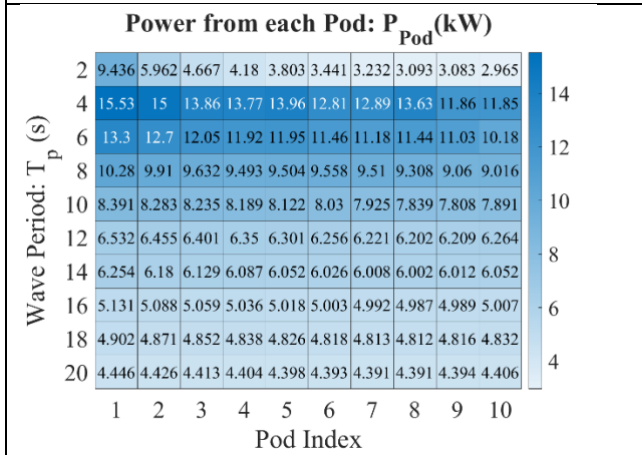 Power from each Pod: P_Pod(kW)
2 9.436 5.962 4.667 4.18 3.803 3.441 3.232 3.093 3.083 2.965
4 15.53 15 13.86 13.77 13.96 12.81 12.89 13.63 11.86 11.85
6 13.3 12.7 12.05 11.92 11.95 11.46 11.18 11.44 11.03 10.18
8 10.28 9.91 9.632 9.493 9.504 9.558 9.51 9.308 9.06 9.016
10 8.391 8.283 8.235 8.189 8.122 8.03 7.925 7.839 7.808 7.891
12 6.532 6.455 6.401 6.35 6.301 6.256 6.221 6.202 6.209 6.264
14 6.254 6.18 6.129 6.087 6.052 6.026 6.008 6.002 6.012 6.052
16 5.131 5.088 5.059 5.036 5.018 5.003 4.992 4.987 4.989 5.007
18 4.902 4.871 4.852 4.838 4.826 4.818 4.813 4.812 4.816 4.832
20 4.446 4.426 4.413 4.404 4.398 4.393 4.391 4.391 4.394 4.406
1 2 3 4 5 6 7 8 9 10
Pod Index
Wave Period: T_p (s)
14
12
10
8
6
4